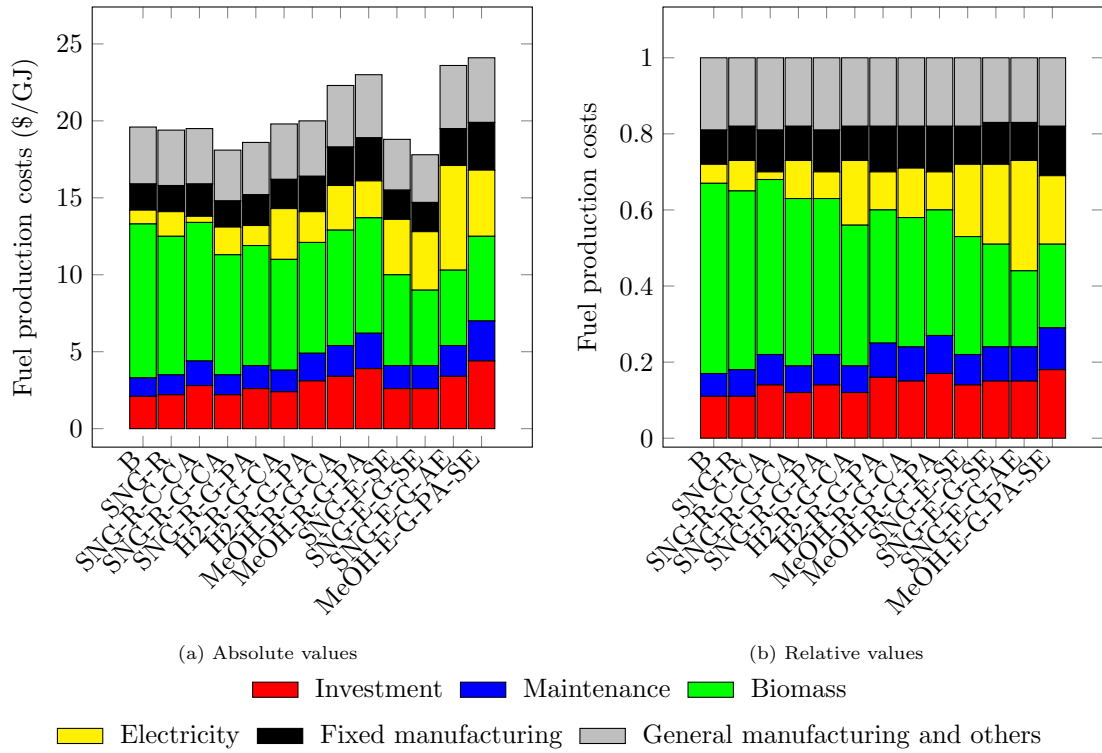 25
20
15
10
5
0
Fuel production costs ($/GJ)
B
SNG-R
SNG-R-C-CA
SNG-R-G-CA
SNG-R-G-PA
H2-R-G-CA
H2-R-G-PA
MeOH-R-G-CA
MeOH-R-G-PA
SNG-E-SE
SNG-E-G-SE
SNG-E-G-AE
MeOH-E-G-PA-SE
(a) Absolute values
1
0.8
0.6
0.4
0.2
0
Fuel production costs
B
SNG-R
SNG-R-C-CA
SNG-R-G-CA
SNG-R-G-PA
H2-R-G-CA
H2-R-G-PA
MeOH-R-G-CA
MeOH-R-G-PA
SNG-E-SE
SNG-E-G-SE
SNG-E-G-AE
MeOH-E-G-PA-SE
(b) Relative values
Investment Maintenance Biomass
Electricity Fixed manufacturing General manufacturing and others